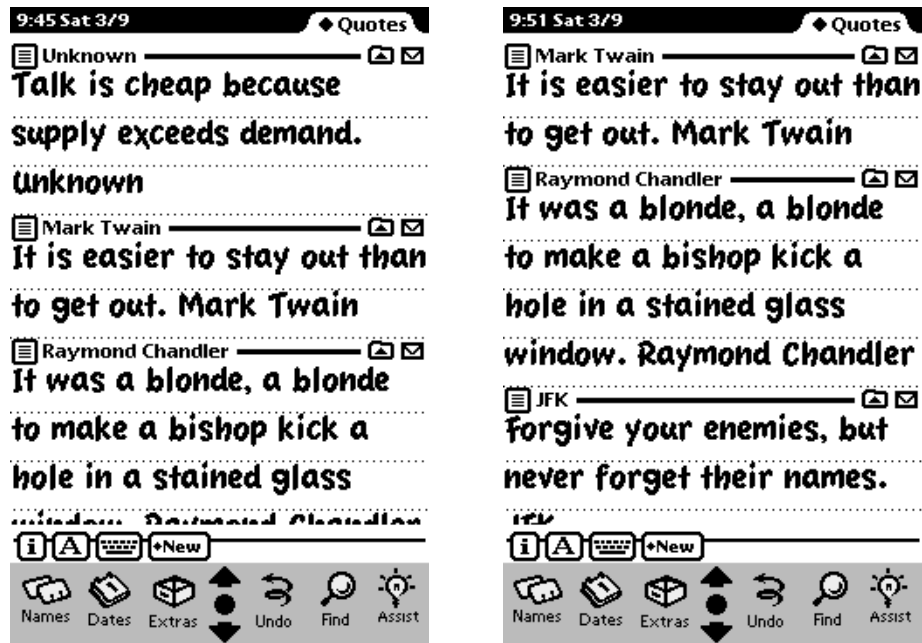 9:45 Sat 3/9
Quotes
Unknown
Talk is cheap because
supply exceeds demand.
Unknown
Mark Twain
It is easier to stay out than
to get out. Mark Twain
Raymond Chandler
It was a blonde, a blonde
to make a bishop kick a
hole in a stained glass
window. Raymond Chandler
i A +New
Names Dates Extras Undo Find Assist
9:51 Sat 3/9
Quotes
Mark Twain
It is easier to stay out than
to get out. Mark Twain
Raymond Chandler
It was a blonde, a blonde
to make a bishop kick a
hole in a stained glass
window. Raymond Chandler
JFK
Forgive your enemies, but
never forget their names.
JFK
i A +New
Names Dates Extras Undo Find Assist